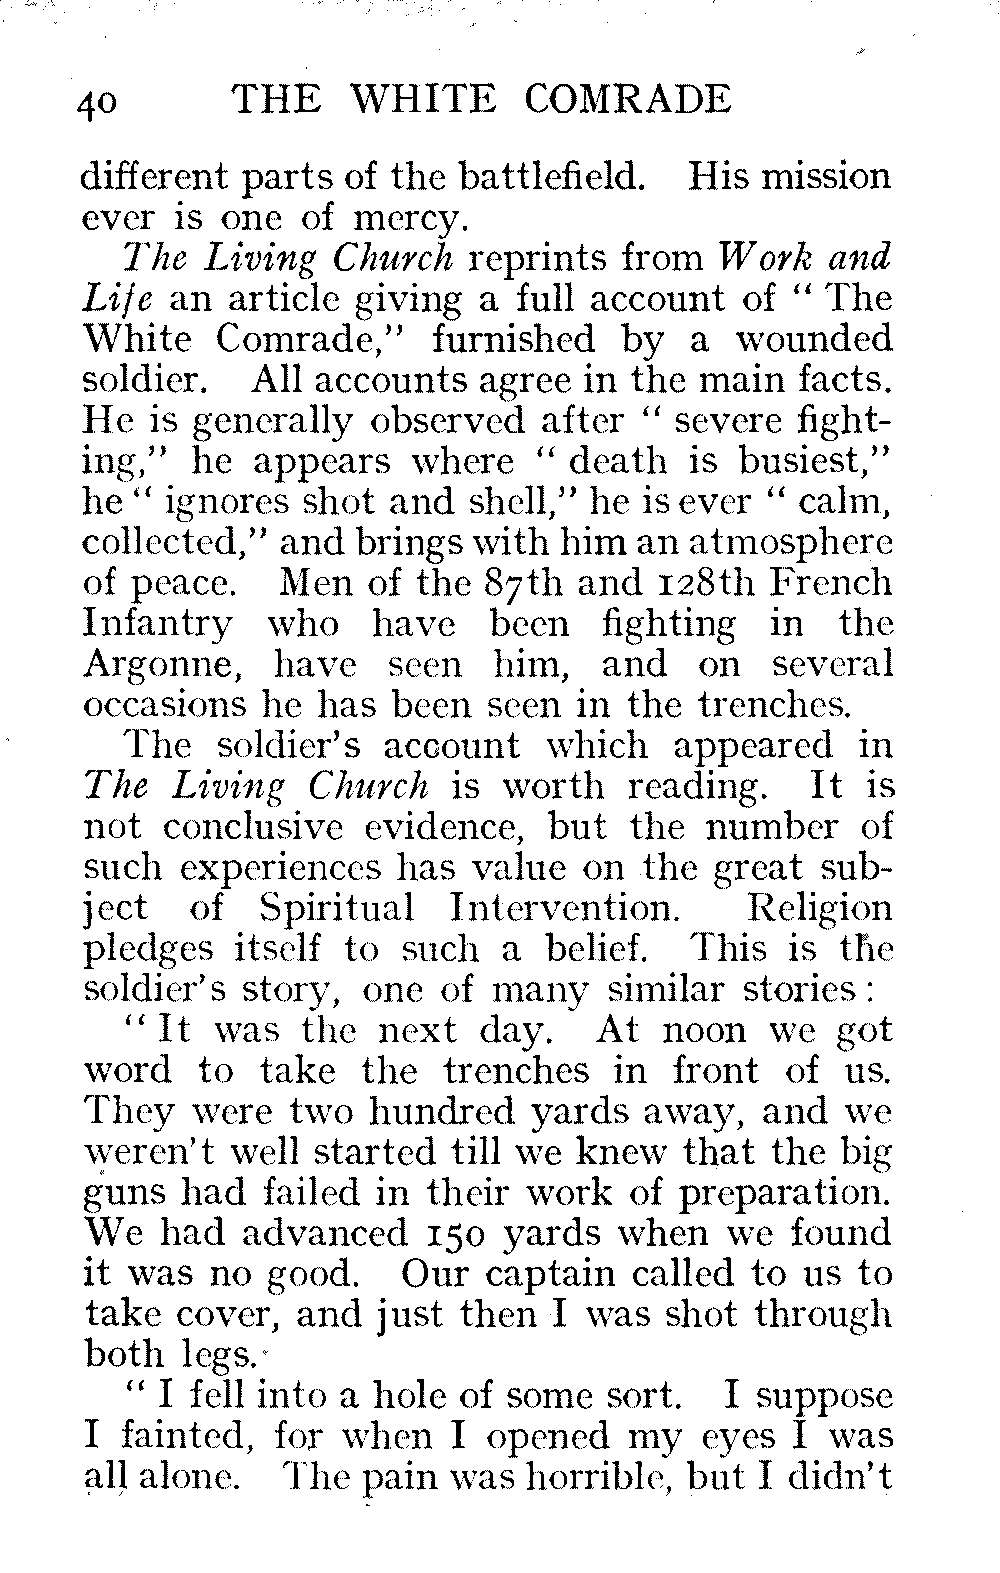 40 THE WHITE COMRADE
different parts of the battlefield. His mission
ever is one of mercy.
The Living Church reprints from Work and
Life an article giving a full account of “ The
White Comrade,” furnished by a wounded
soldier. All accounts agree in the main facts.
He is generally observed after “ severe fight-
ing,” he appears where “ death is busiest,”
he “ ignores shot and shell,” he is ever “ calm,
collected,” and brings with him an atmosphere
of peace. Men of the 87th and 128th French
Infantry who have been fighting in the
Argonne, have seen him, and on several
occasions he has been seen in the trenches.
The soldier’s account which appeared in
The Living Church is worth reading. It is
not conclusive evidence, but the number of
such experiences has value on the great sub-
ject of Spiritual Intervention. Religion
pledges itself to such a belief. This is the
soldier’s story, one of many similar stories :
“ It was the next day. At noon we got
word to take the trenches in front of us.
They were two hundred yards away, and we
weren’t well started till we knew that the big
guns had failed in their work of preparation.
We had advanced 150 yards when we found
it was no good. Our captain called to us to
take cover, and just then I was shot through
both legs.
“ I fell into a hole of some sort. I suppose
I fainted, for when I opened my eyes I was
all alone. The pain was horrible, but I didn’t